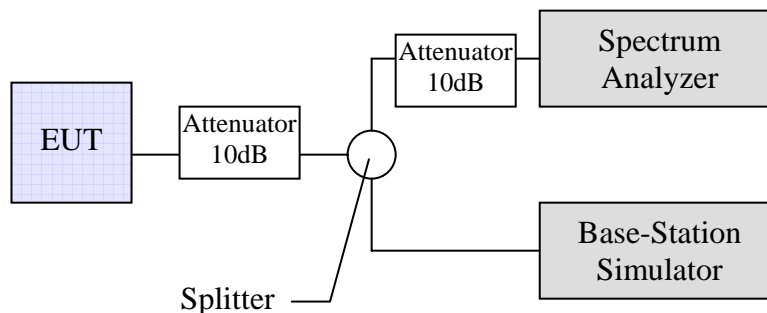 EUT
Attenuator
10dB
Attenuator
10dB
Spectrum
Analyzer
Base-Station
Simulator
Splitter